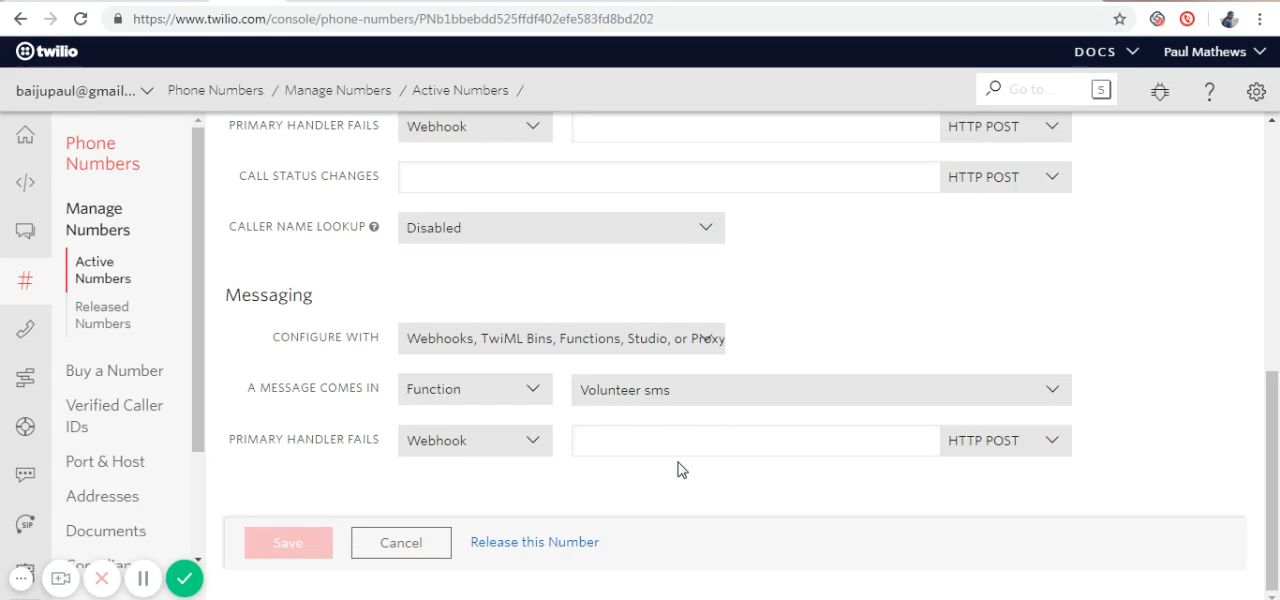 https://www.twilio.com/console/phone-numbers/PNb1bbebdd525ffdf402efe583fd8bd202
twilio
DOCS
Paul Mathews
baijupaul@gmail...
Phone Numbers / Manage Numbers / Active Numbers /
Go to...
S
?
Phone Numbers
Manage Numbers
Active Numbers
Released Numbers
Buy a Number
Verified Caller IDs
Port & Host
Addresses
Documents
SIP
PRIMARY HANDLER FAILS Webhook HTTP POST
CALL STATUS CHANGES HTTP POST
CALLER NAME LOOKUP ? Disabled
Messaging
CONFIGURE WITH Webhooks, TwiML Bins, Functions, Studio, or Proxy
A MESSAGE COMES IN Function Volunteer sms
PRIMARY HANDLER FAILS Webhook HTTP POST
Save Cancel Release this Number